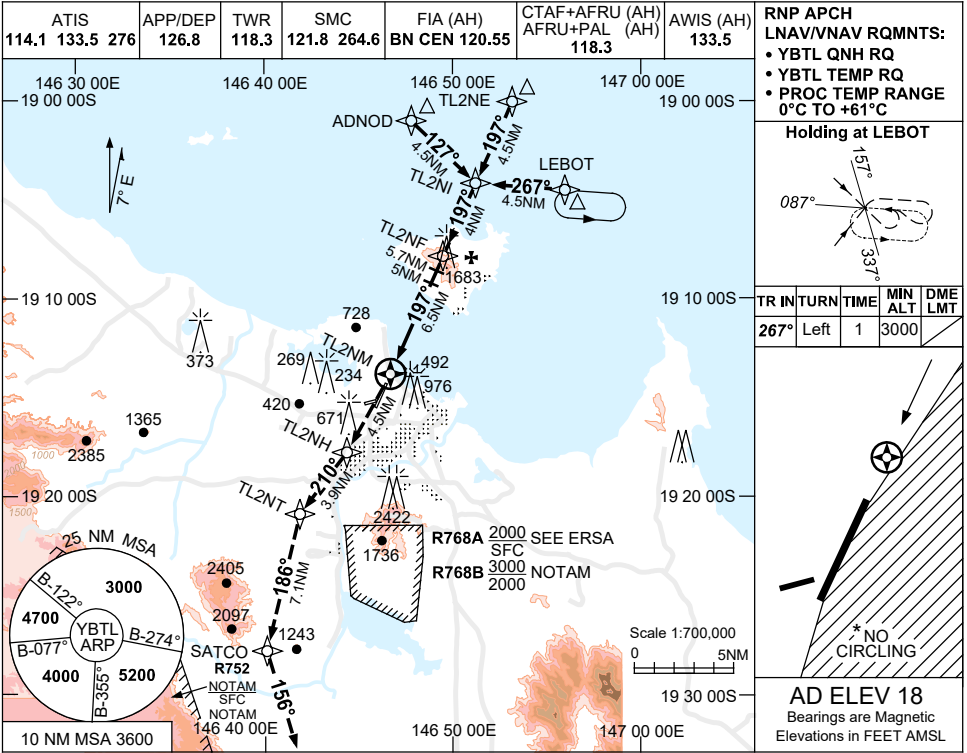 ATIS
114.1 133.5 276
APP/DEP
126.8
TWR
118.3
SMC
121.8 264.6
FIA (AH)
BN CEN 120.55
CTAF+AFRU (AH)
AFRU+PAL (AH)
118.3
AWIS (AH)
133.5
RNP APCH
LNAV/VNAV RQMNTS:
• YBTL QNH RQ
• YBTL TEMP RQ
• PROC TEMP RANGE
0°C TO +61°C
Holding at LEBOT
157°
087°
337°
TR IN TURN TIME MIN ALT DME LMT
267° Left 1 3000
146 30 00E
146 40 00E
146 50 00E
147 00 00E
19 00 00S
19 00 00S
7° E
ADNOD
TL2NE
127°
4.5NM
197°
4.5NM
LEBOT
TL2NI
267°
4.5NM
197°
4NM
TL2NF
5.7NM
5NM
1683
197°
6.5NM
19 10 00S
19 10 00S
728
TL2NM
373
269
234
492
976
420
671
4.5NM
1365
2385
1000
1500
TL2NH
210°
3.9NM
19 20 00S
19 20 00S
TL2NT
2422
1736
R768A 2000 SFC SEE ERSA
R768B 3000 2000 NOTAM
186°
7.1NM
25 NM MSA
3000
B-122°
4700
YBTL
ARP
B-077°
B-274°
4000
5200
B-355°
10 NM MSA 3600
2405
2097
1243
SATCO
R752
NOTAM
SFC
NOTAM
156°
Scale 1:700,000
0 5NM
19 30 00S
146 40 00E
146 50 00E
147 00 00E
*NO
CIRCLING
AD ELEV 18
Bearings are Magnetic
Elevations in FEET AMSL